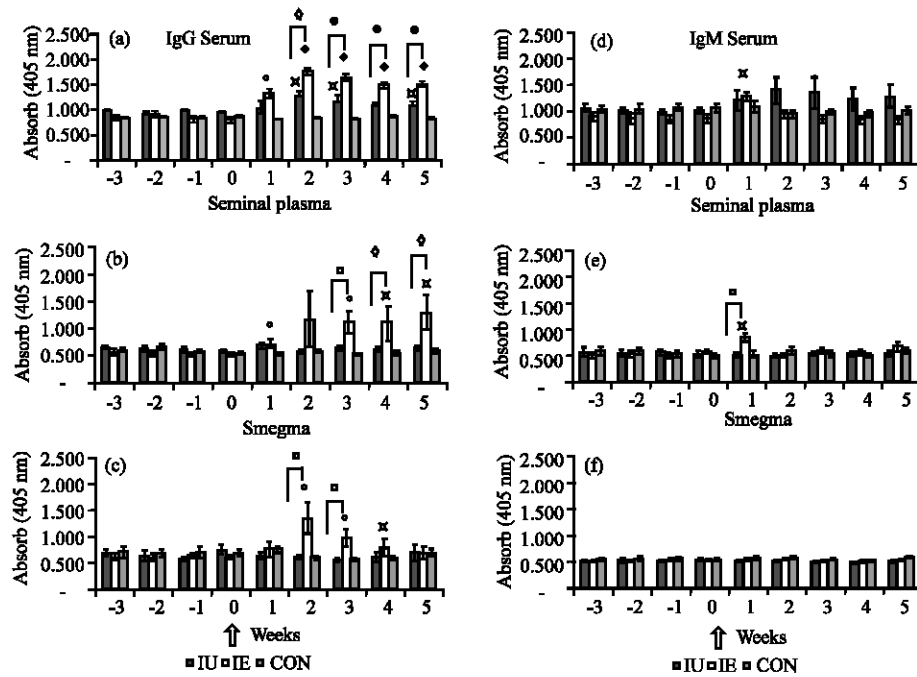 (a) IgG Serum
Absorb (405 nm)
2.500
2.000
1.500
1.000
0.500
-
-3 -2 -1 0 1 2 3 4 5
Seminal plasma
(b)
Absorb (405 nm)
2.500
2.000
1.500
1.000
0.500
-
-3 -2 -1 0 1 2 3 4 5
Smegma
(c)
Absorb (405 nm)
2.500
2.000
1.500
1.000
0.500
-
-3 -2 -1 0 1 2 3 4 5
Weeks
IU IE CON
(d) IgM Serum
Absorb (405 nm)
2.500
2.000
1.500
1.000
0.500
-
-3 -2 -1 0 1 2 3 4 5
Seminal plasma
(e)
Absorb (405 nm)
2.500
2.000
1.500
1.000
0.500
-
-3 -2 -1 0 1 2 3 4 5
Smegma
(f)
Absorb (405 nm)
2.500
2.000
1.500
1.000
0.500
-
-3 -2 -1 0 1 2 3 4 5
Weeks
IU IE CON